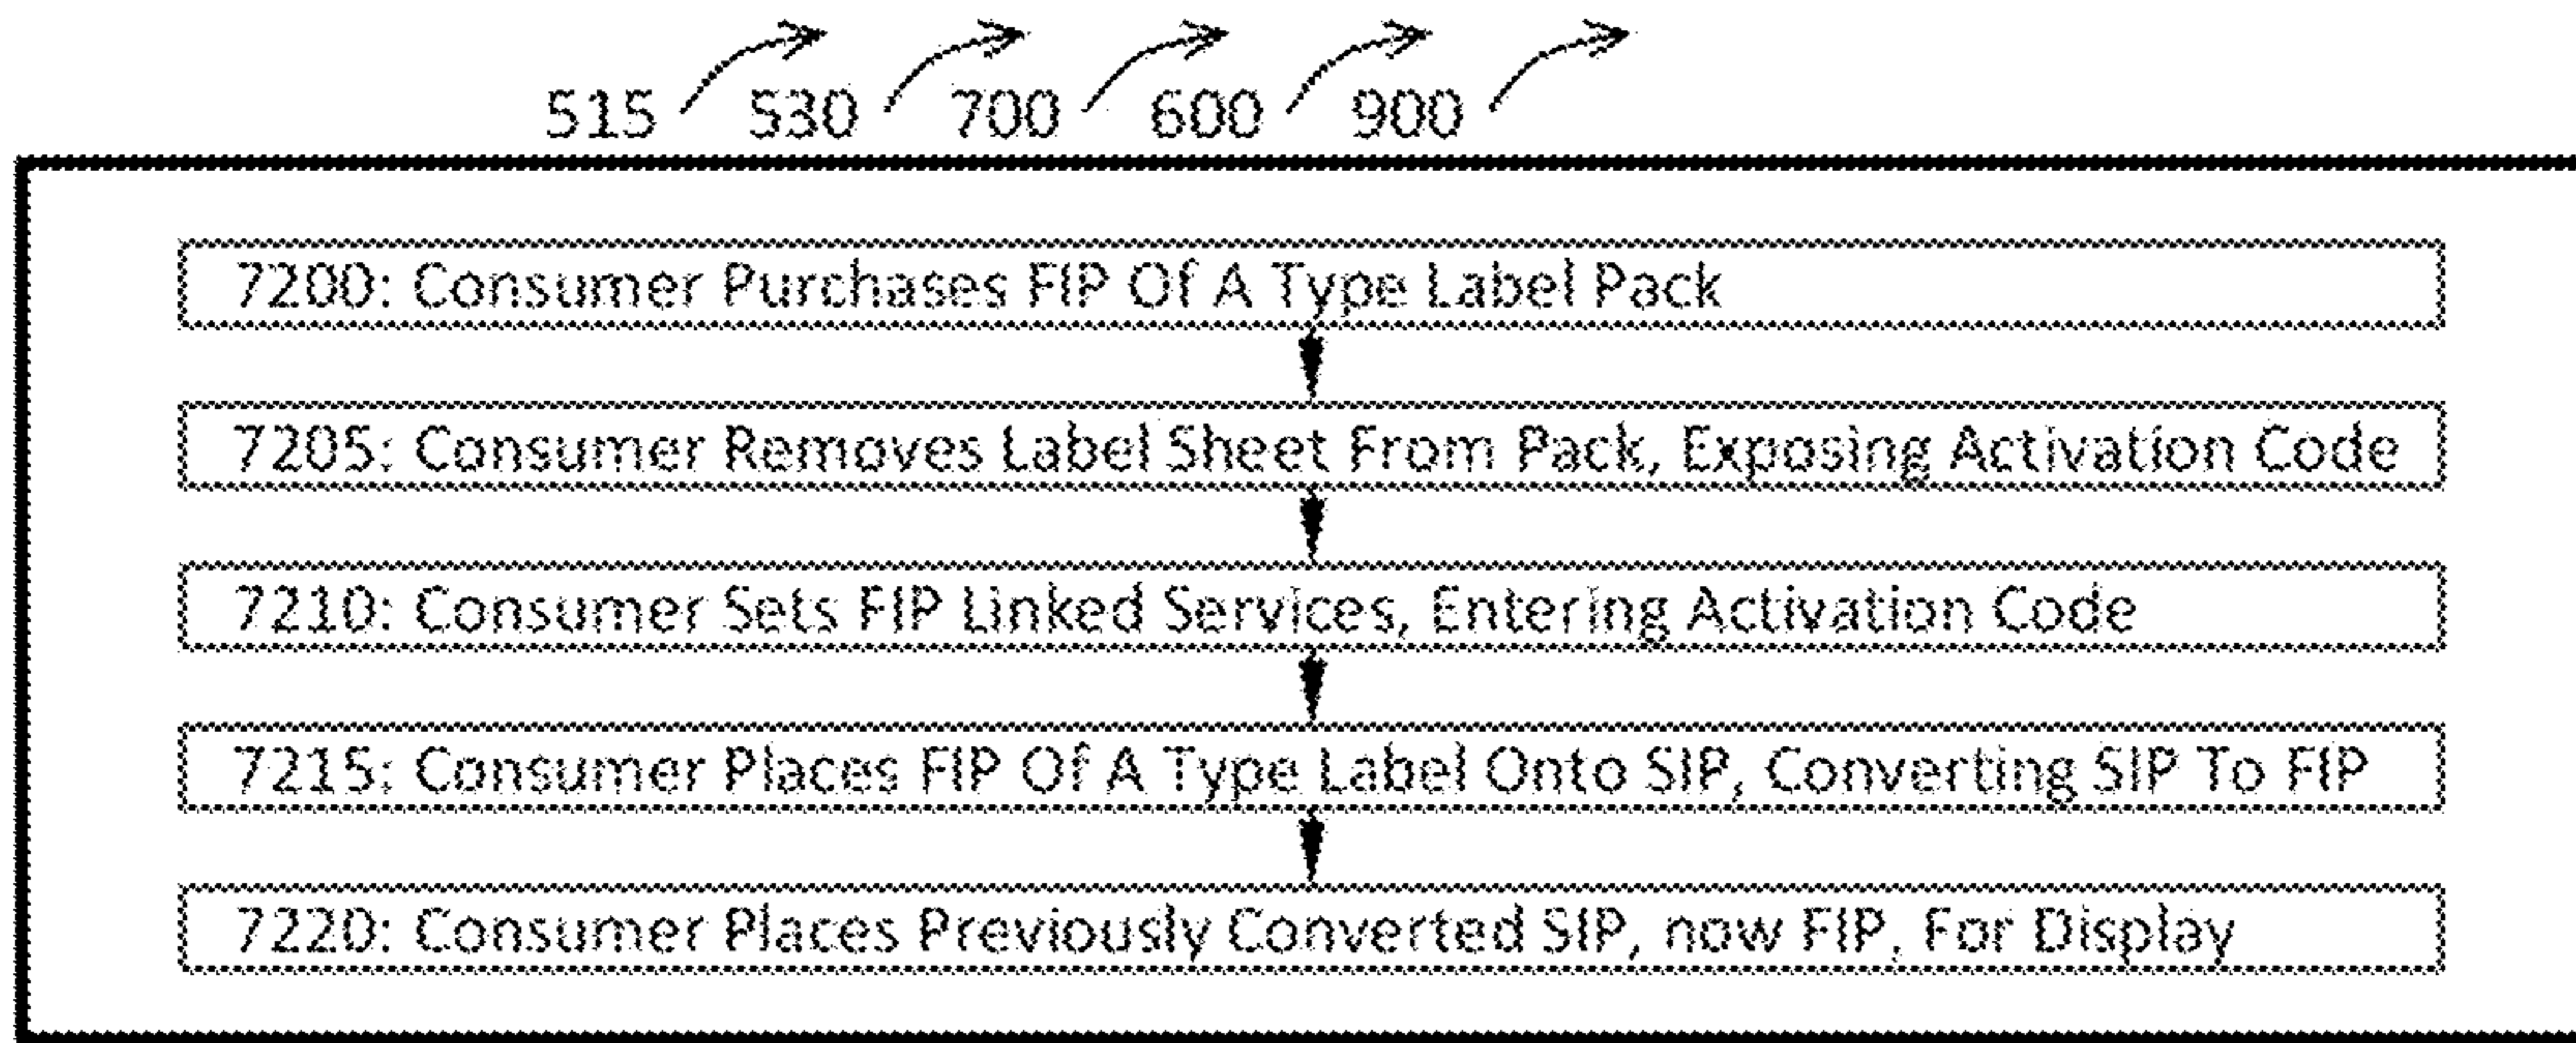 515 530 700 600 900
7200: Consumer Purchases FIP Of A Type Label Pack
7205: Consumer Removes Label Sheet From Pack, Exposing Activation Code
7210: Consumer Sets FIP Linked Services, Entering Activation Code
7215: Consumer Places FIP Of A Type Label Onto SIP, Converting SIP To FIP
7220: Consumer Places Previously Converted SIP, now FIP, For Display